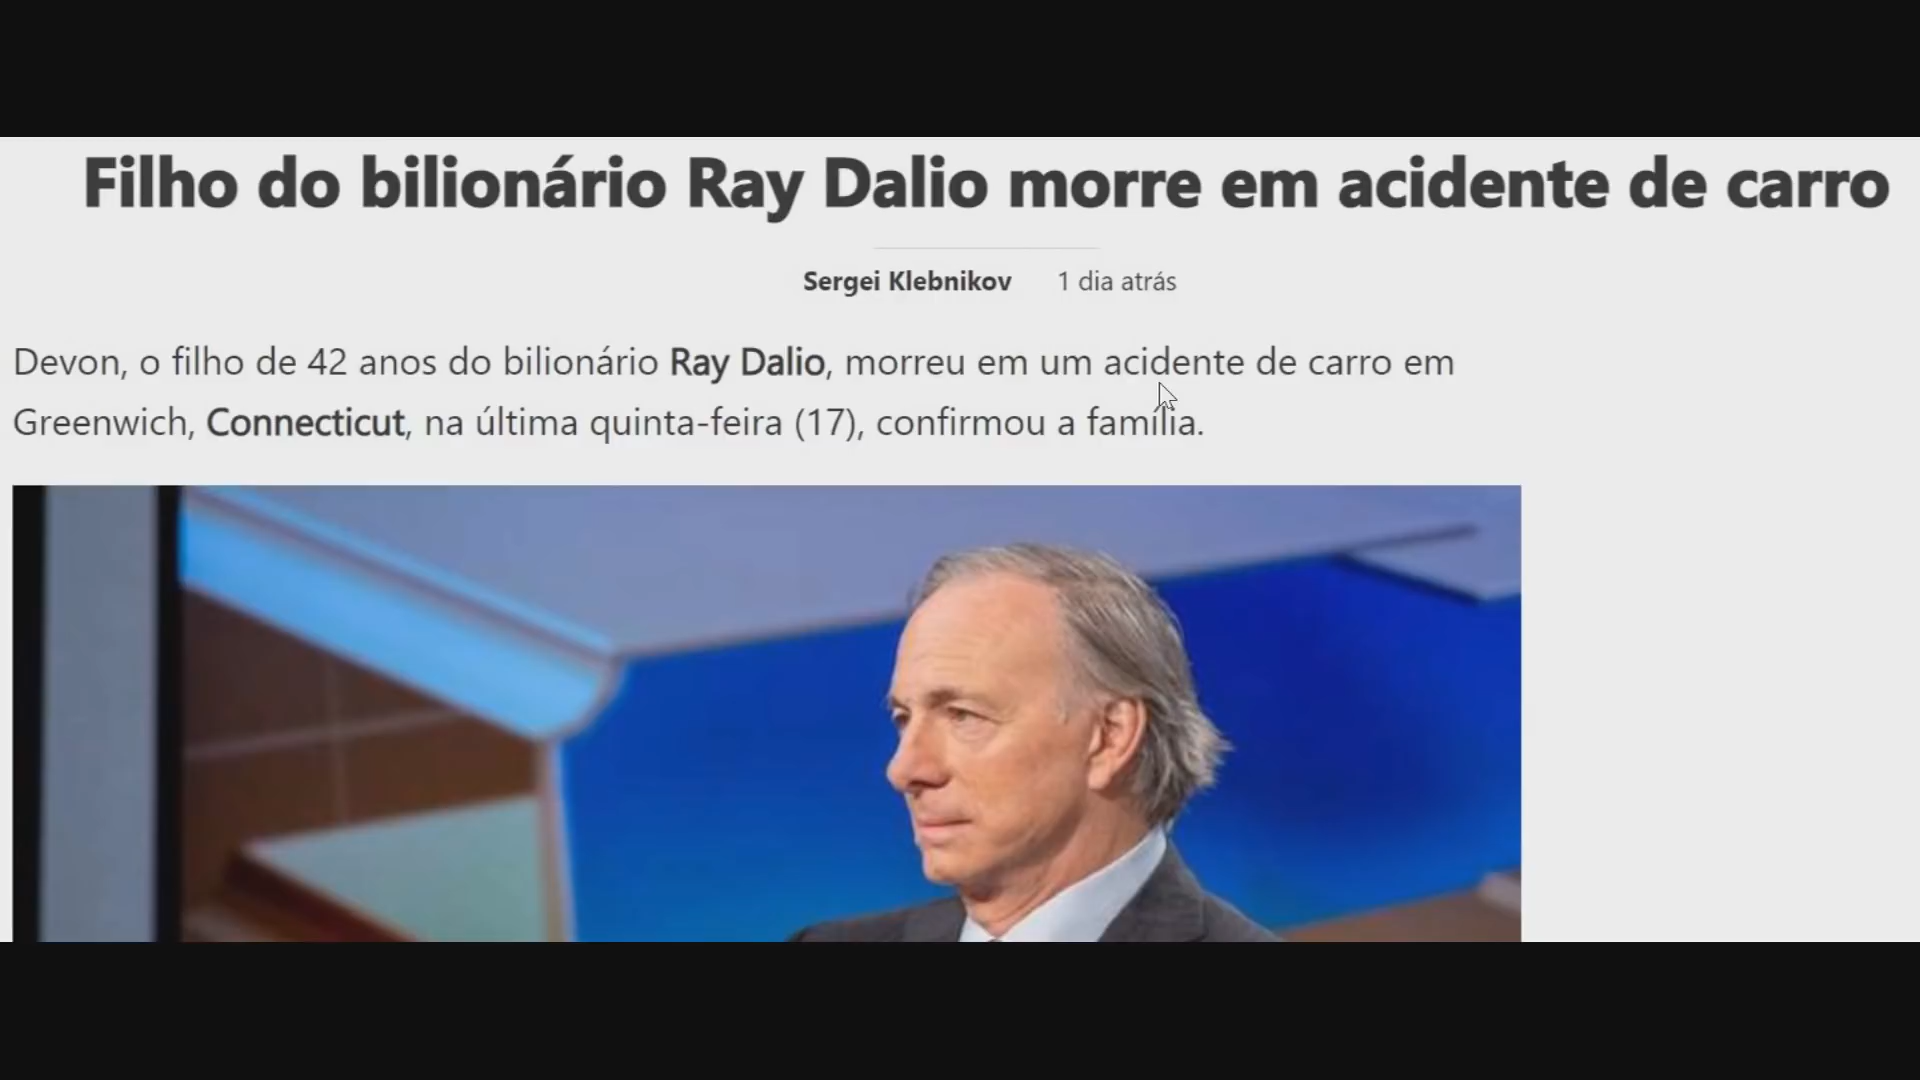 Filho do bilionário Ray Dalio morre em acidente de carro
Sergei Klebnikov 1 dia atrás
Devon, o filho de 42 anos do bilionário Ray Dalio, morreu em um acidente de carro em
Greenwich, Connecticut, na última quinta-feira (17), confirmou a família.